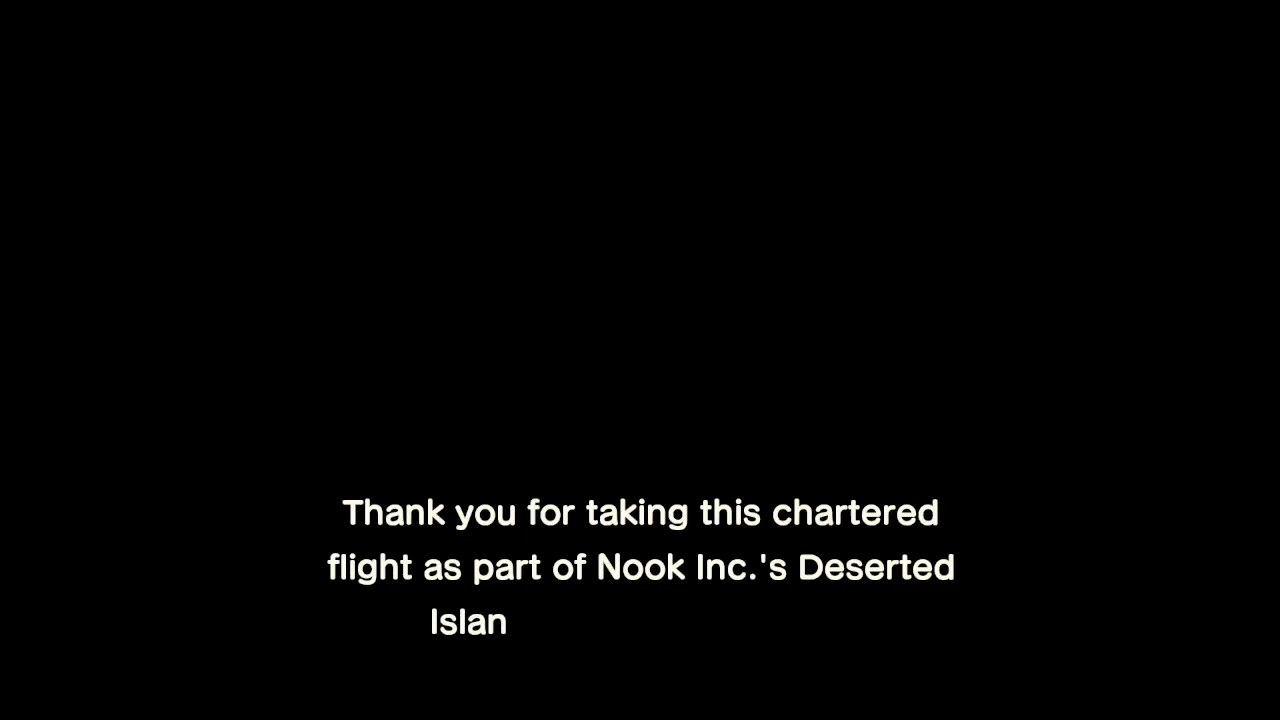 Thank you for taking this chartered
flight as part of Nook Inc.'s Deserted
Islan